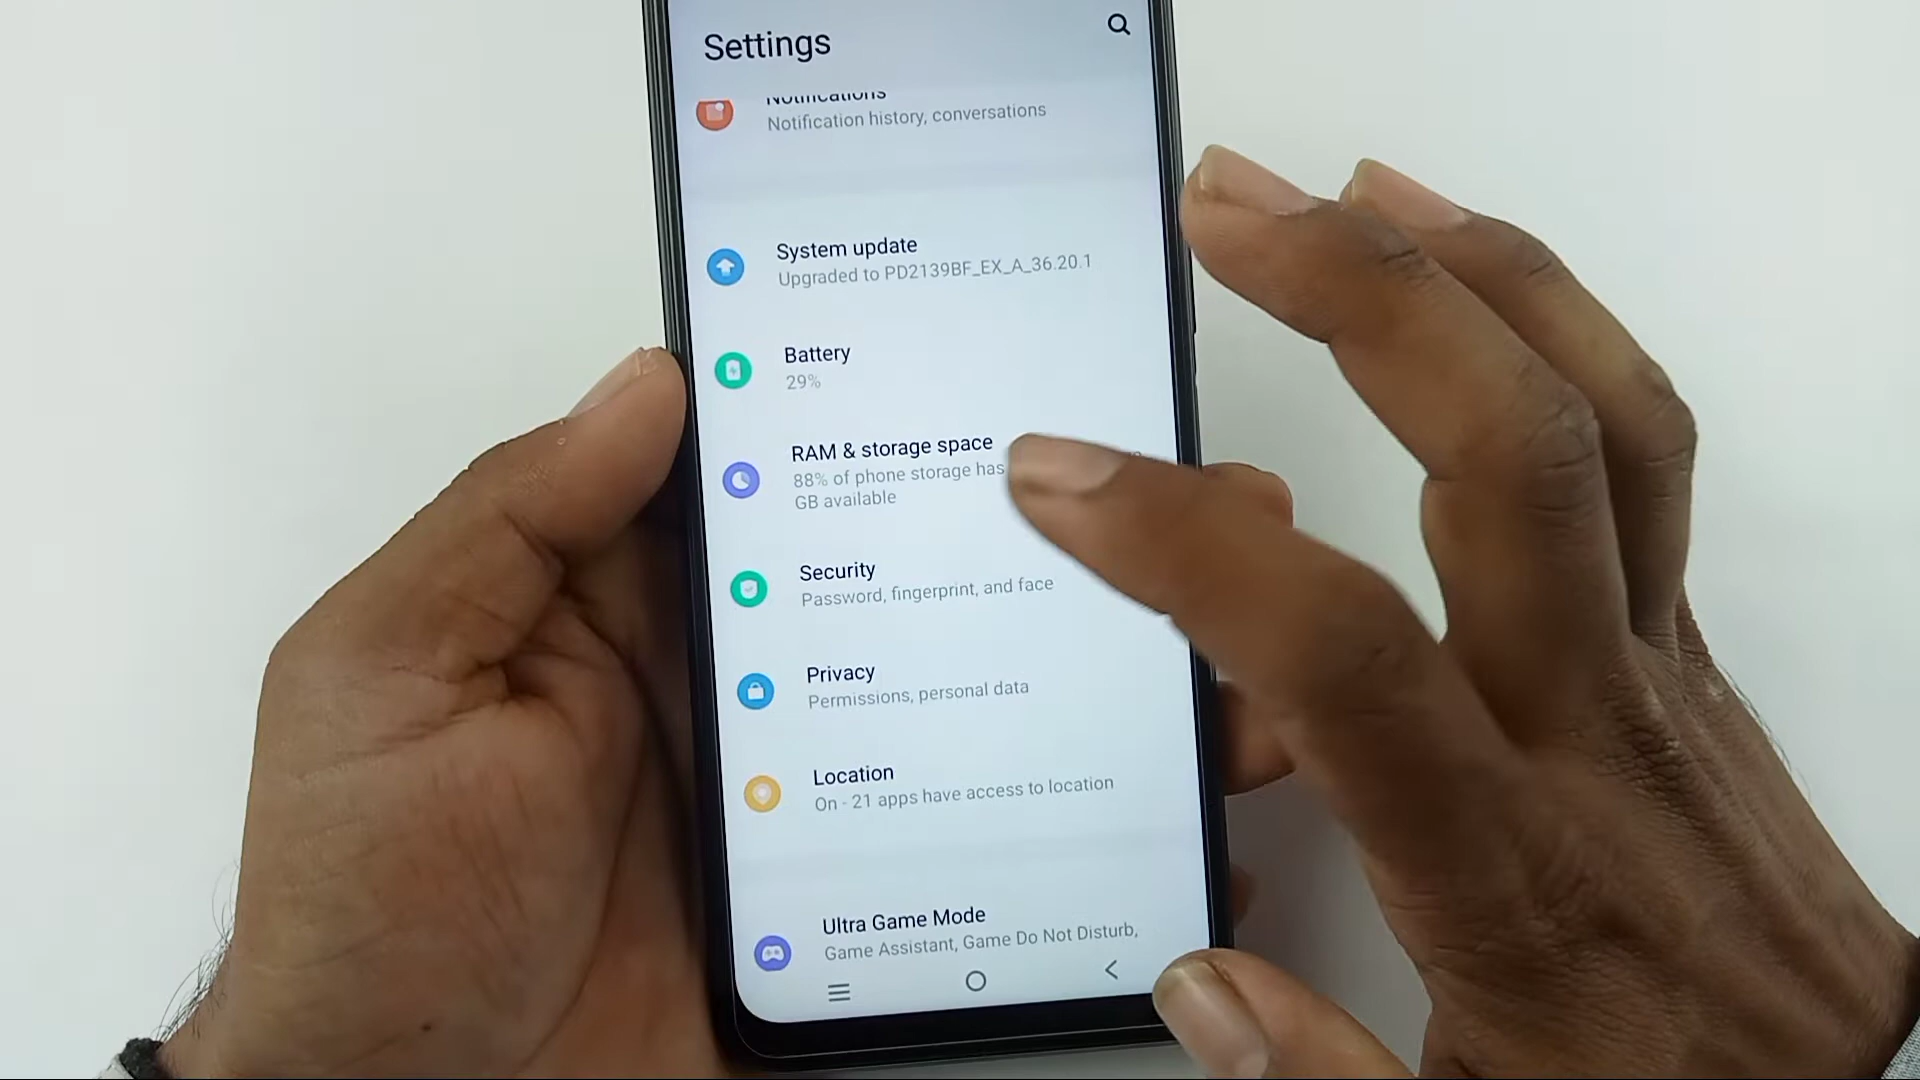 Settings
Notifications
Notification history, conversations
System update
Upgraded to PD2139BF_EX_A_36.20.1
Battery
29%
RAM & storage space
88% of phone storage has
GB available
Security
Password, fingerprint, and face
Privacy
Permissions, personal data
Location
On - 21 apps have access to location
Ultra Game Mode
Game Assistant, Game Do Not Disturb,